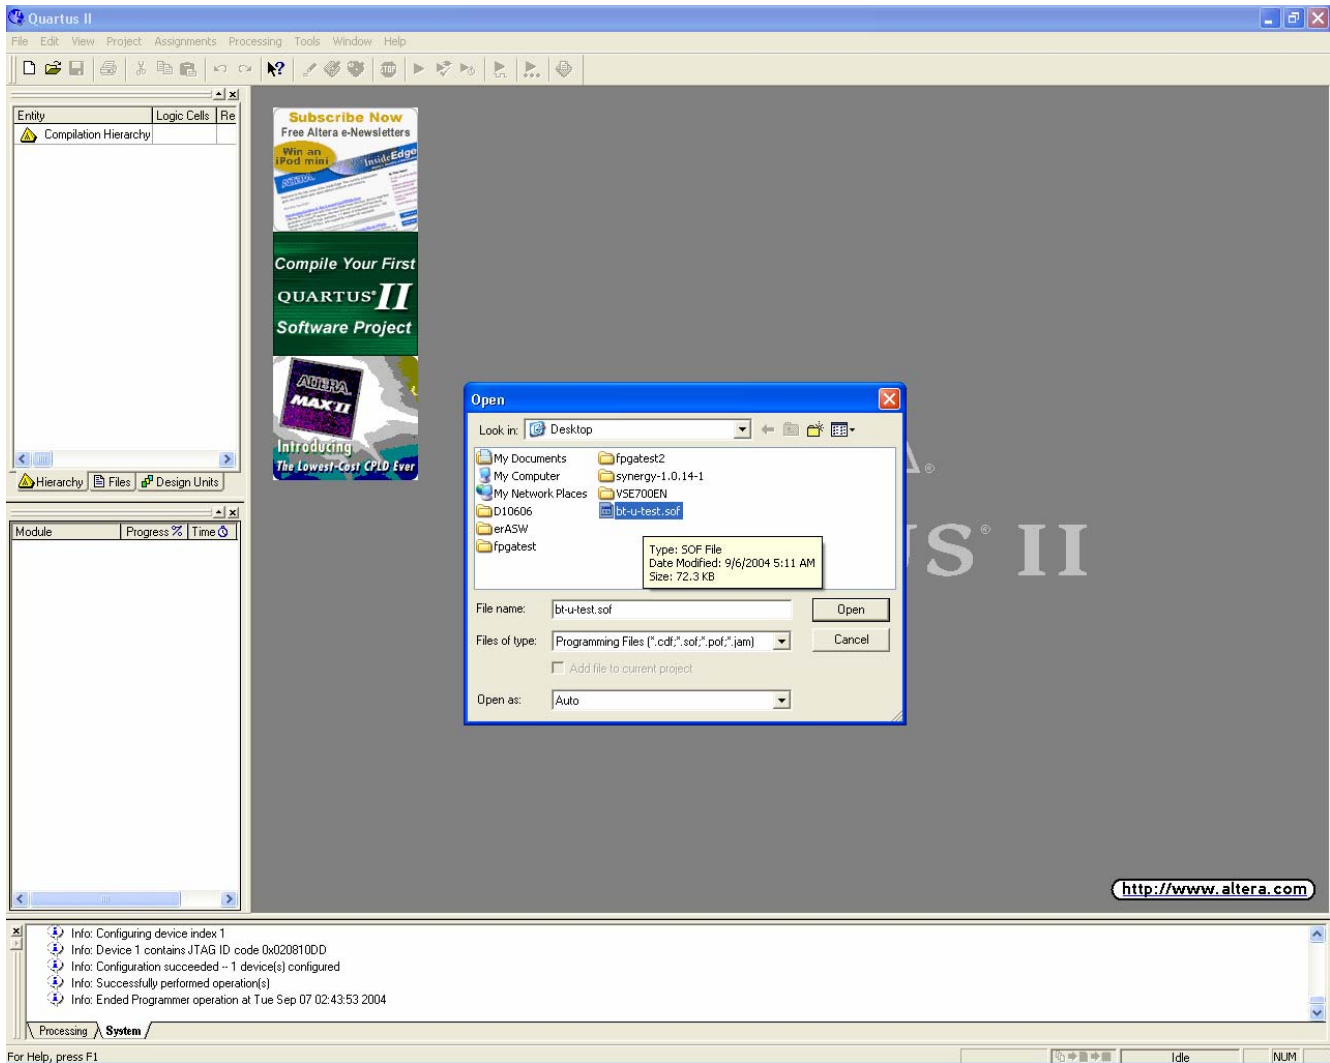 Quartus II
File Edit View Project Assignments Processing Tools Window Help
Entity Logic Cells Re
Compilation Hierarchy
Hierarchy Files Design Units
Module Progress % Time
Subscribe Now
Free Altera e-Newsletters
Win an
iPod mini
InsideEdge
ALTERA
Compile Your First
QUARTUS® II
Software Project
ALTERA
MAX II
Introducing
The Lowest-Cost CPLD Ever
Open
Look in: Desktop
My Documents
My Computer
My Network Places
D10606
erASW
fpgatest
fpgatest2
synergy-1.0.14-1
VSE700EN
bt-u-test.sof
Type: SOF File
Date Modified: 9/6/2004 5:11 AM
Size: 72.3 KB
File name: bt-u-test.sof Open
Files of type: Programming Files (*.cdf;*.sof;*.pof;*.jam) Cancel
Add file to current project
Open as: Auto
A®
S® II
http://www.altera.com
Info: Configuring device index 1
Info: Device 1 contains JTAG ID code 0x020810DD
Info: Configuration succeeded -- 1 device(s) configured
Info: Successfully performed operation(s)
Info: Ended Programmer operation at Tue Sep 07 02:43:53 2004
Processing System
For Help, press F1 Idle NUM